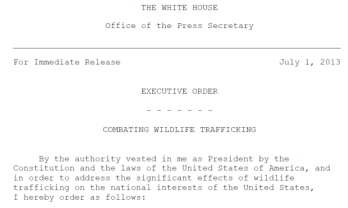 THE WHITE HOUSE
Office of the Press Secretary
For Immediate Release July 1, 2013
EXECUTIVE ORDER
- - - - - - -
COMBATING WILDLIFE TRAFFICKING
By the authority vested in me as President by the
Constitution and the laws of the United States of America, and
in order to address the significant effects of wildlife
trafficking on the national interests of the United States,
I hereby order as follows: